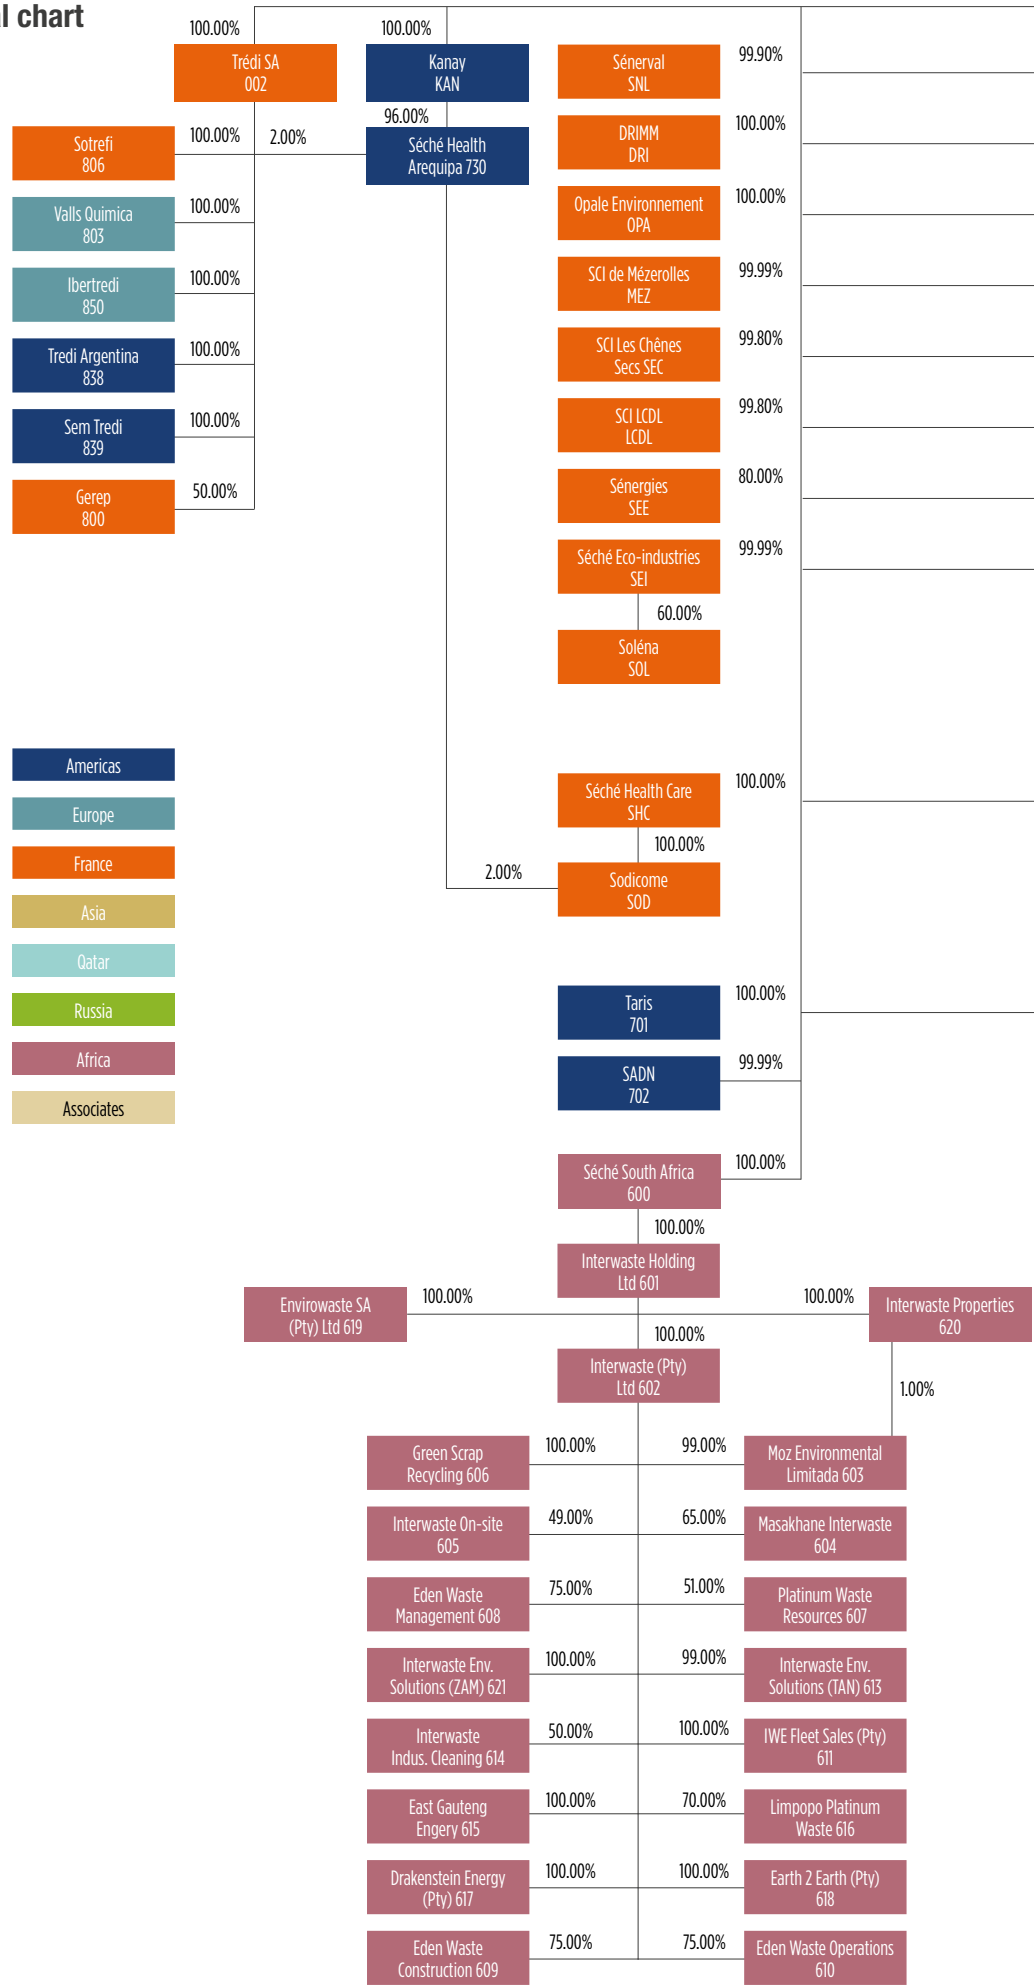 al chart
100.00%
100.00%
Trédi SA
002
Kanay
KAN
Sénerval
SNL
99.90%
96.00%
Sotrefi
806
100.00%
2.00%
Séché Health
Arequipa 730
DRIMM
DRI
100.00%
Valls Quimica
803
100.00%
Opale Environnement
OPA
100.00%
Ibertredi
850
100.00%
SCI de Mézerolles
MEZ
99.99%
Tredi Argentina
838
100.00%
SCI Les Chênes
Secs SEC
99.80%
Sem Tredi
839
100.00%
SCI LCDL
LCDL
99.80%
Gerep
800
50.00%
Sénergies
SEE
80.00%
Séché Eco-industries
SEI
99.99%
60.00%
Soléna
SOL
Americas
Europe
France
Asia
Qatar
Russia
Africa
Associates
Séché Health Care
SHC
100.00%
100.00%
2.00%
Sodicome
SOD
Taris
701
100.00%
SADN
702
99.99%
Séché South Africa
600
100.00%
100.00%
Interwaste Holding
Ltd 601
Envirowaste SA
(Pty) Ltd 619
100.00%
100.00%
Interwaste Properties
620
100.00%
Interwaste (Pty)
Ltd 602
1.00%
Green Scrap
Recycling 606
100.00%
99.00%
Moz Environmental
Limitada 603
Interwaste On-site
605
49.00%
65.00%
Masakhane Interwaste
604
Eden Waste
Management 608
75.00%
51.00%
Platinum Waste
Resources 607
Interwaste Env.
Solutions (ZAM) 621
100.00%
99.00%
Interwaste Env.
Solutions (TAN) 613
Interwaste
Indus. Cleaning 614
50.00%
100.00%
IWE Fleet Sales (Pty)
611
East Gauteng
Engery 615
100.00%
70.00%
Limpopo Platinum
Waste 616
Drakenstein Energy
(Pty) 617
100.00%
100.00%
Earth 2 Earth (Pty)
618
Eden Waste
Construction 609
75.00%
75.00%
Eden Waste Operations
610